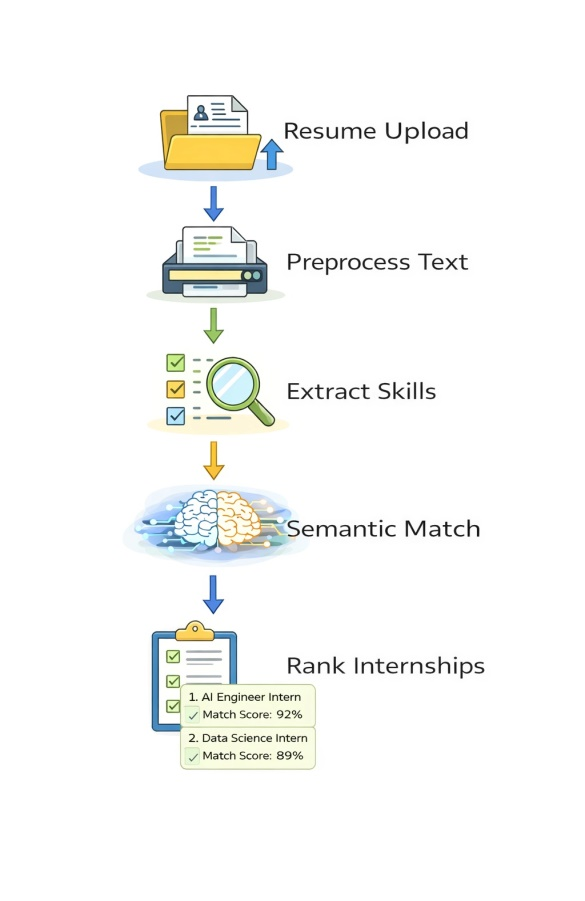 Resume Upload
Preprocess Text
Extract Skills
Semantic Match
Rank Internships
1. AI Engineer Intern
Match Score: 92%
2. Data Science Intern
Match Score: 89%